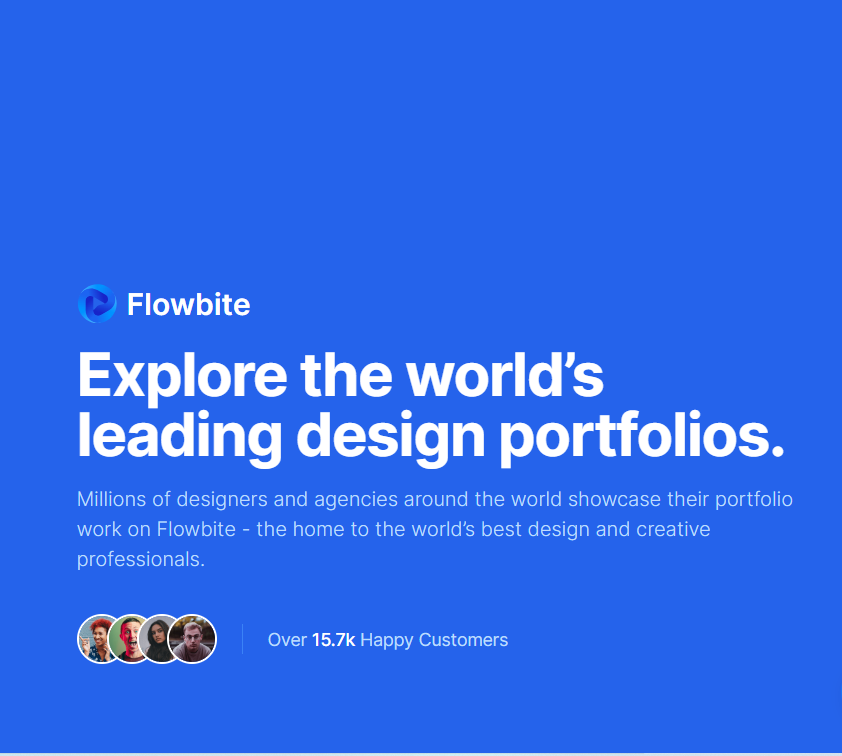 Flowbite
Explore the world’s
leading design portfolios.
Millions of designers and agencies around the world showcase their portfolio
work on Flowbite - the home to the world’s best design and creative
professionals.
Over 15.7k Happy Customers